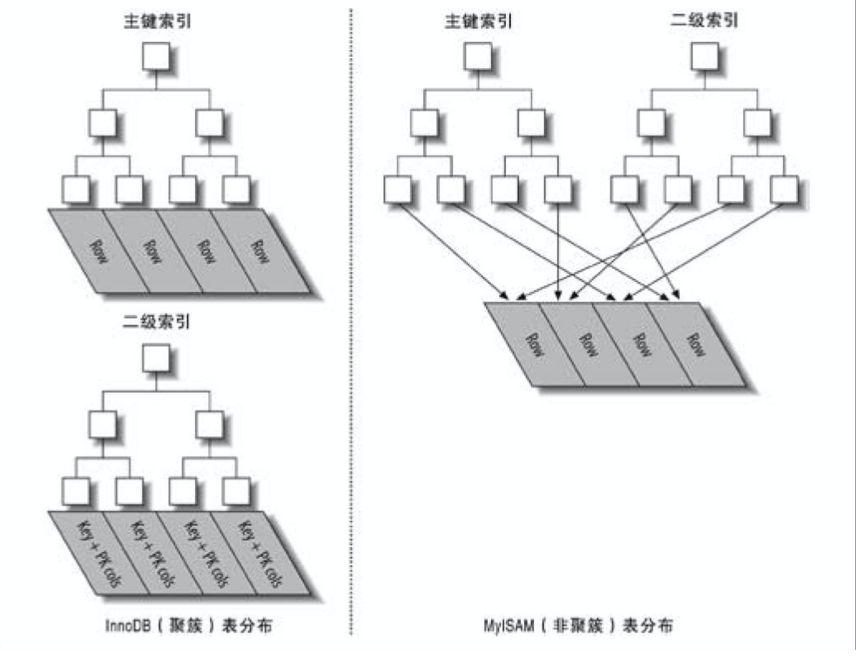 主键索引
Row Row Row Row
二级索引
Key + PK cols Key + PK cols Key + PK cols Key + PK cols
InnoDB（聚簇）表分布
主键索引 二级索引
Row Row Row Row
MyISAM（非聚簇）表分布